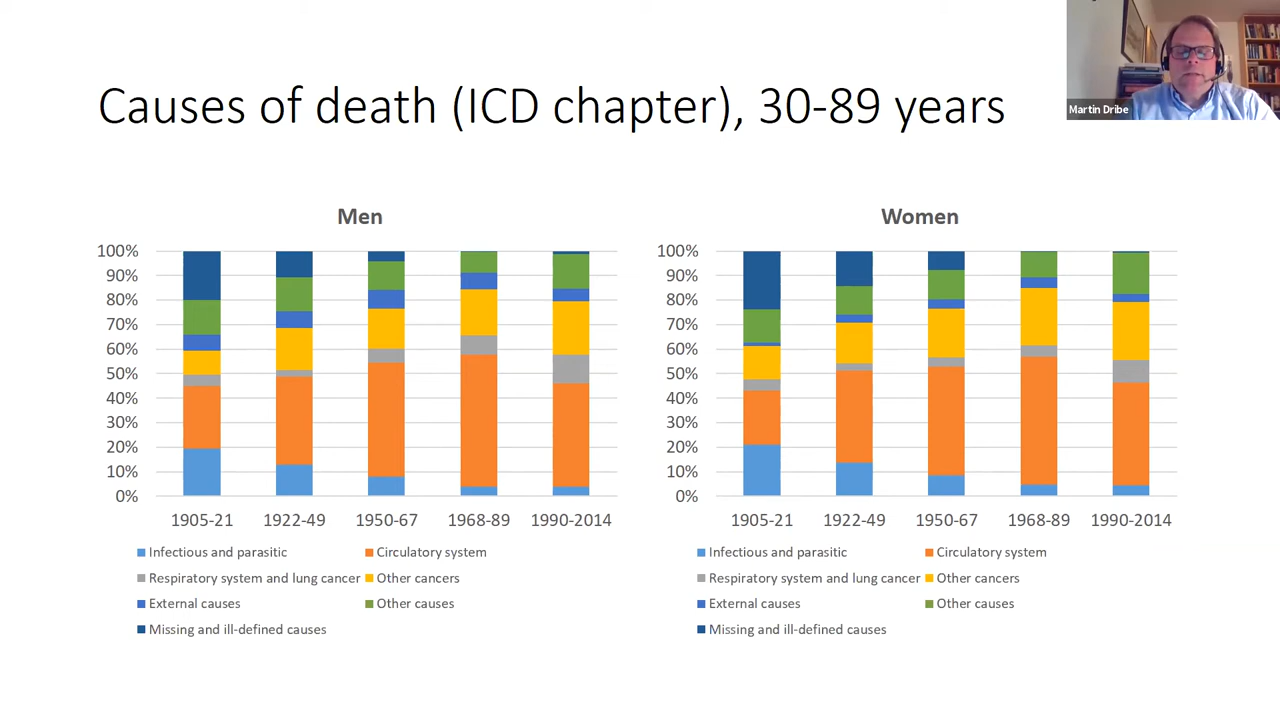 Causes of death (ICD chapter), 30-89 years
Martin Dribe
Men
100%
90%
80%
70%
60%
50%
40%
30%
20%
10%
0%
1905-21 1922-49 1950-67 1968-89 1990-2014
Infectious and parasitic Circulatory system
Respiratory system and lung cancer Other cancers
External causes Other causes
Missing and ill-defined causes
Women
100%
90%
80%
70%
60%
50%
40%
30%
20%
10%
0%
1905-21 1922-49 1950-67 1968-89 1990-2014
Infectious and parasitic Circulatory system
Respiratory system and lung cancer Other cancers
External causes Other causes
Missing and ill-defined causes